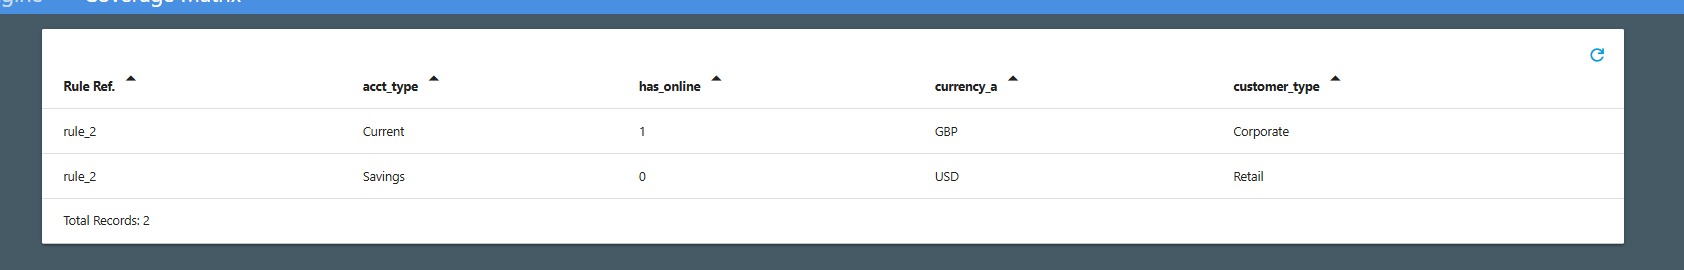 Coverage Matrix
Rule Ref. acct_type has_online currency_a customer_type
rule_2 Current 1 GBP Corporate
rule_2 Savings 0 USD Retail
Total Records: 2